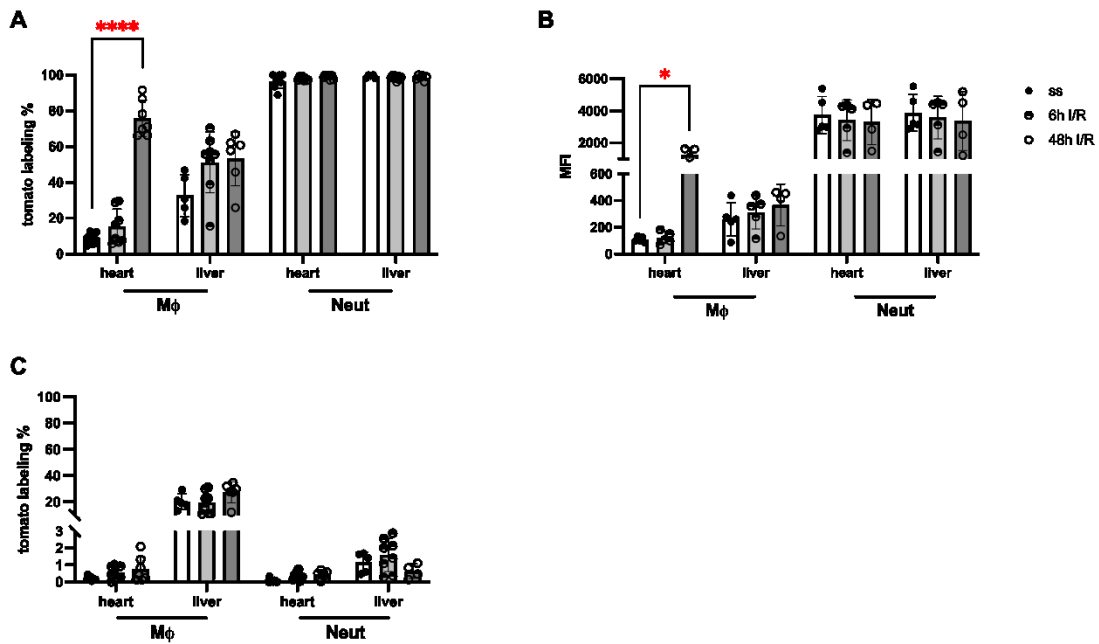 A
****
tomato labeling %
100
80
60
40
20
0
heart liver heart liver
Mϕ Neut
B
*
MFI
6000
4000
2000
600
400
200
0
heart liver heart liver
Mϕ Neut
ss
6h I/R
48h I/R
C
tomato labeling %
100
80
60
40
20
3
2
1
0
heart liver heart liver
Mϕ Neut